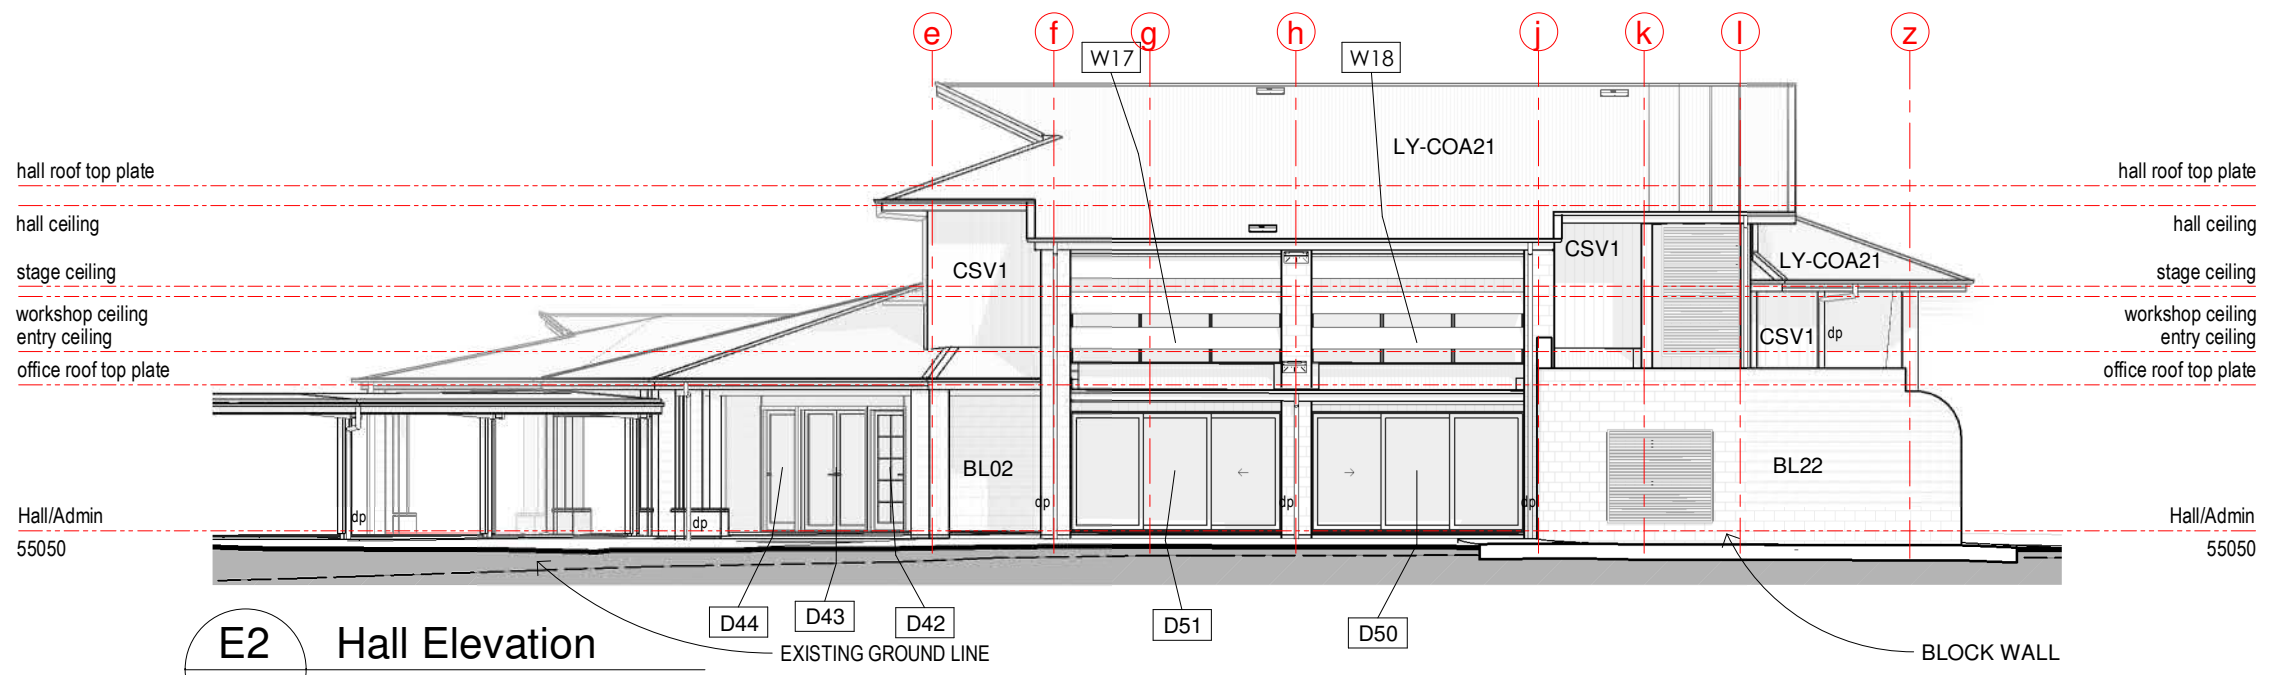 e f g h j k l z
W17 W18
LY-COA21
hall roof top plate hall roof top plate
hall ceiling hall ceiling
CSV1 CSV1
LY-COA21
stage ceiling stage ceiling
workshop ceiling workshop ceiling
entry ceiling entry ceiling
CSV1 dp
office roof top plate office roof top plate
BL02 BL22
dp dp dp
Hall/Admin dp dp Hall/Admin
55050 55050
D44 D43 D42 D51 D50
E2 Hall Elevation
EXISTING GROUND LINE BLOCK WALL